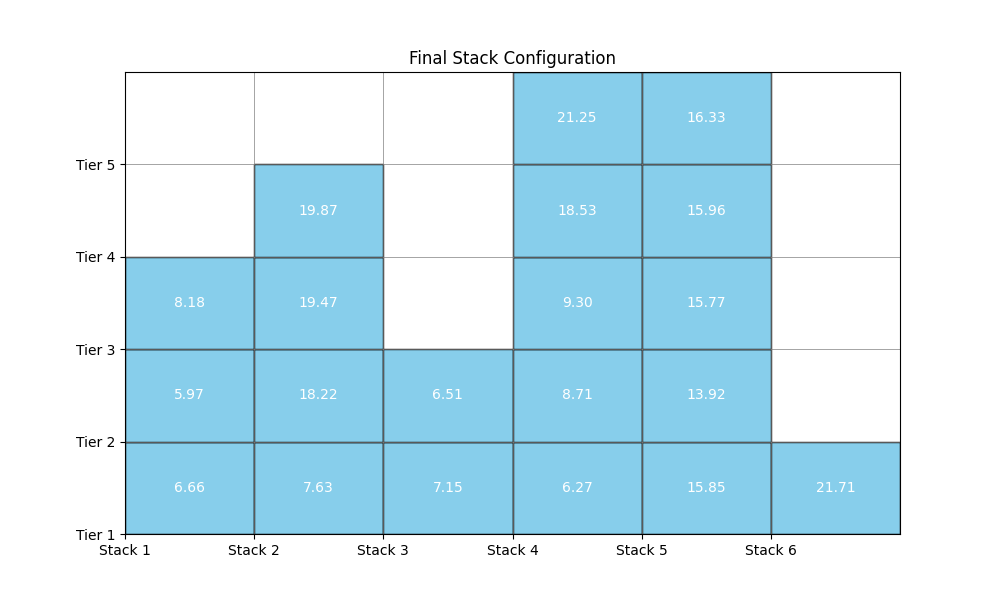 Final Stack Configuration
21.25 16.33
Tier 5
19.87 18.53 15.96
Tier 4
8.18 19.47 9.30 15.77
Tier 3
5.97 18.22 6.51 8.71 13.92
Tier 2
6.66 7.63 7.15 6.27 15.85 21.71
Tier 1
Stack 1 Stack 2 Stack 3 Stack 4 Stack 5 Stack 6